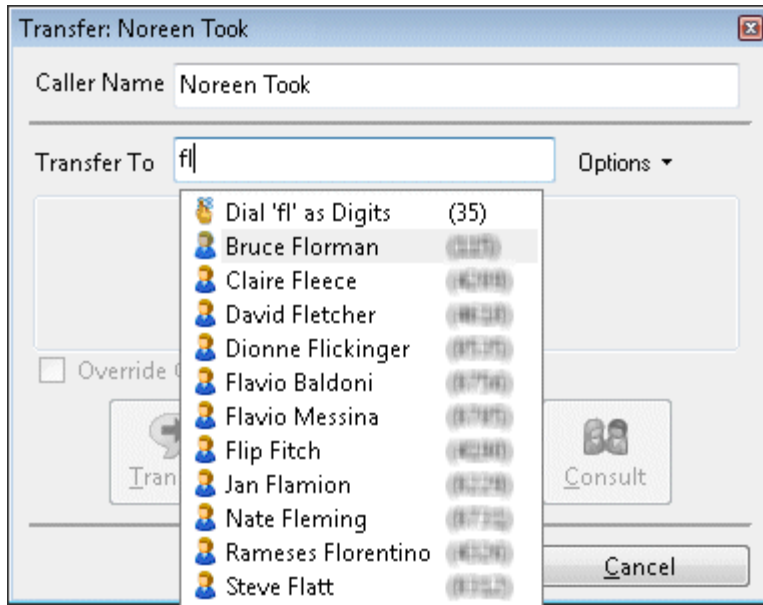 Transfer: Noreen Took
Caller Name Noreen Took
Transfer To fl Options
Dial 'fl' as Digits (35)
Bruce Florman
Claire Fleece
David Fletcher
Dionne Flickinger
Flavio Baldoni
Override
Flavio Messina
Flip Fitch
Jan Flamion
Consult
Nate Fleming
Rameses Florentino
Steve Flatt
Cancel